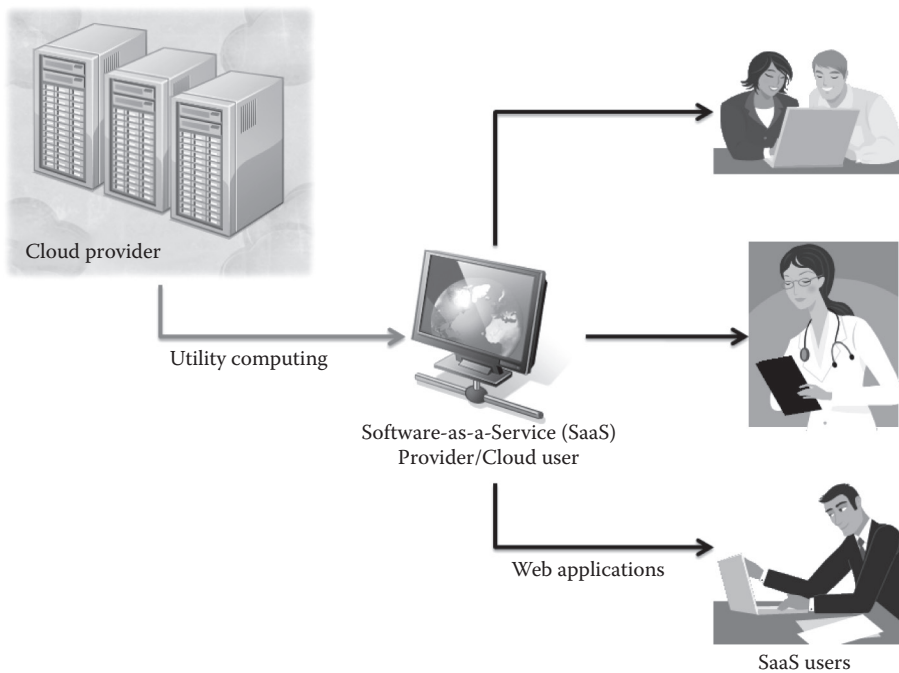 Cloud provider
Utility computing
Software-as-a-Service (SaaS)
Provider/Cloud user
Web applications
SaaS users